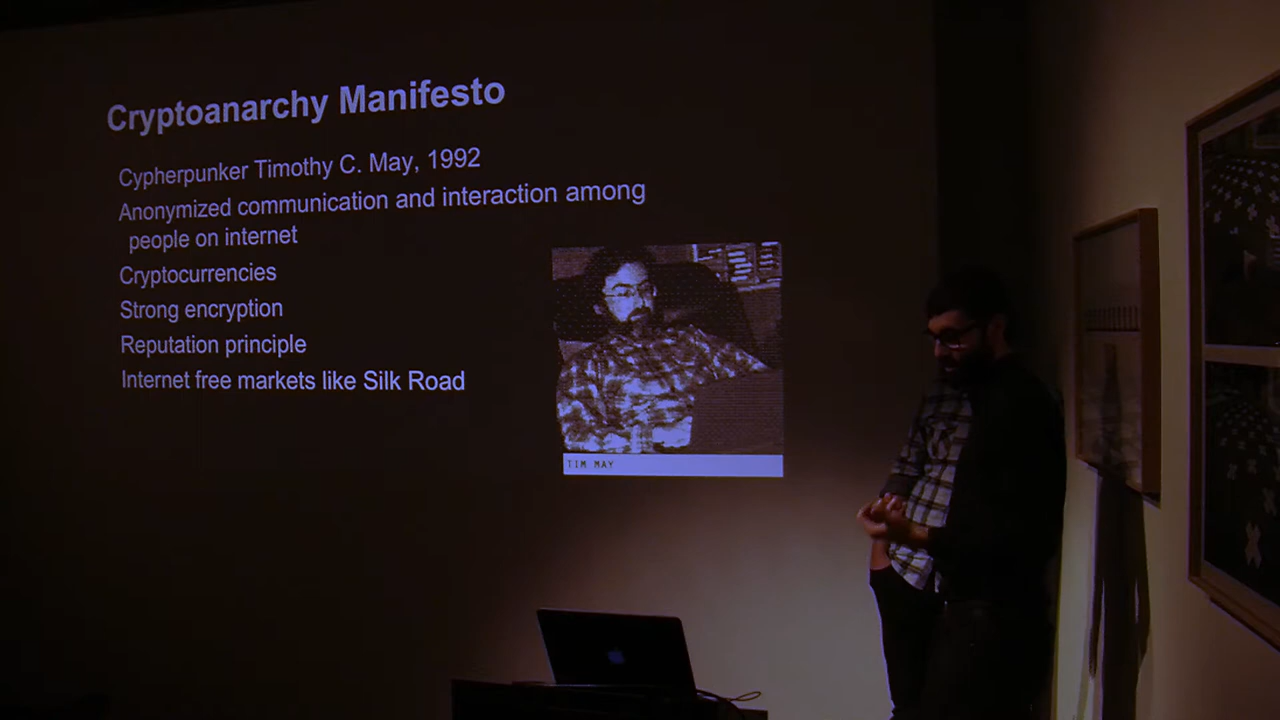 Cryptoanarchy Manifesto
Cypherpunker Timothy C. May, 1992
Anonymized communication and interaction among
people on internet
Cryptocurrencies
Strong encryption
Reputation principle
Internet free markets like Silk Road
TIM MAY